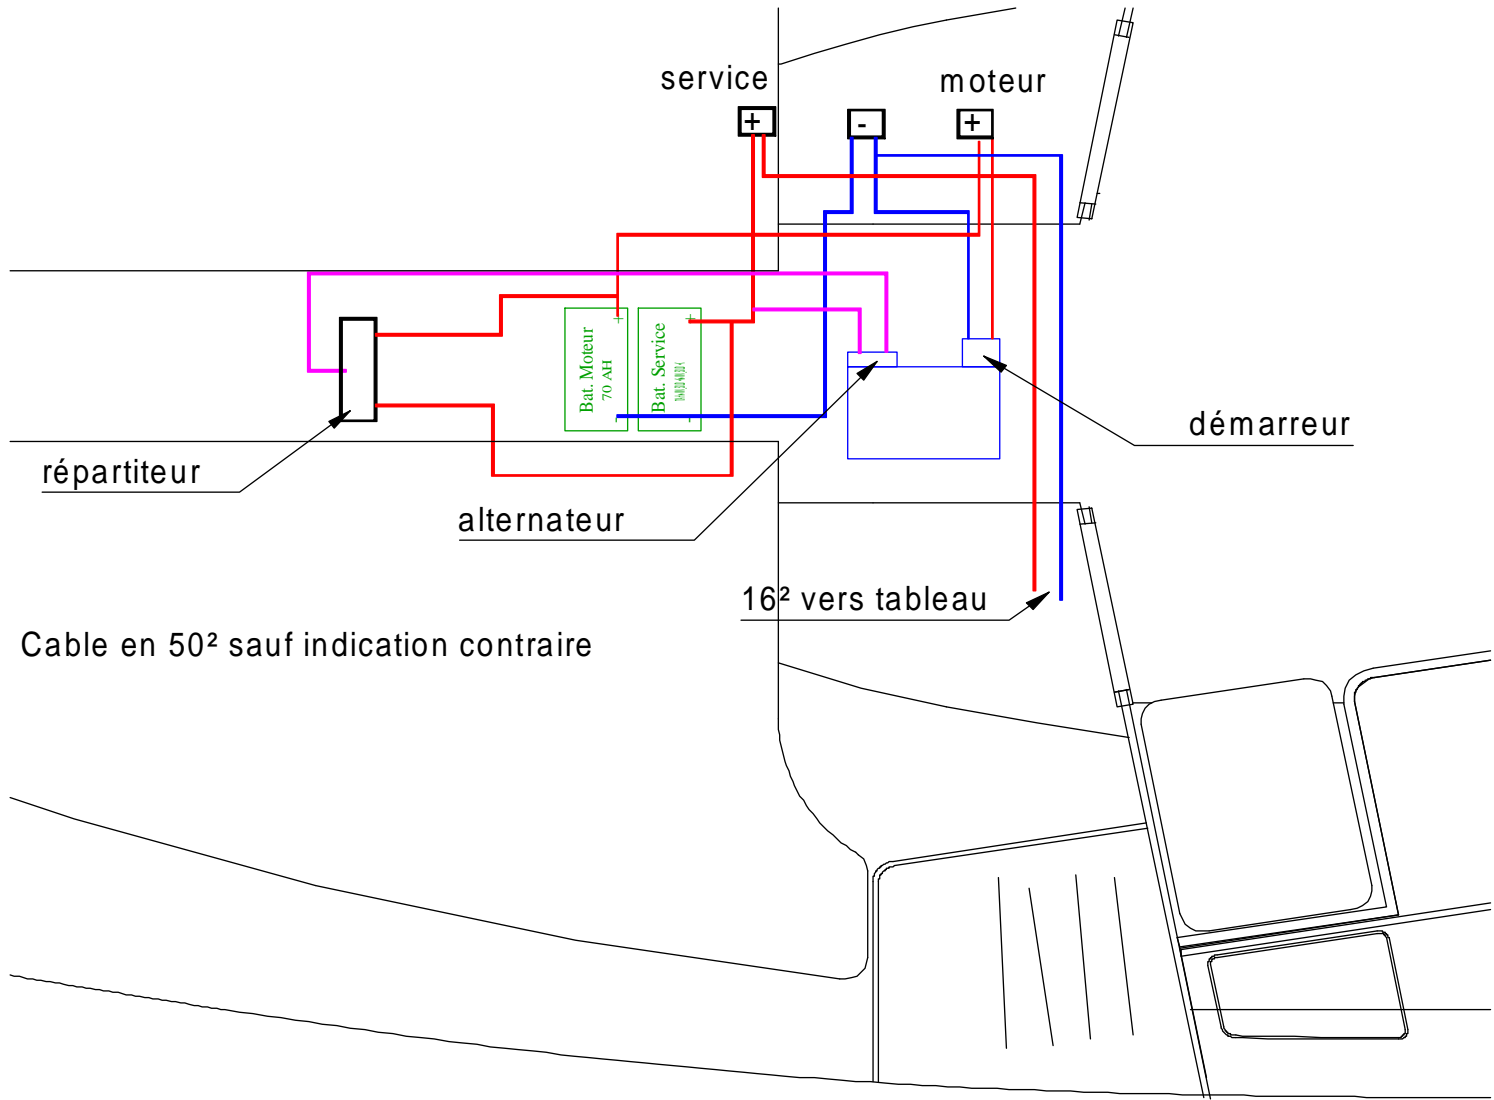 service
moteur
+
-
+
+
+
Bat. Moteur
70 AH
Bat. Service
-
-
démarreur
répartiteur
alternateur
16² vers tableau
Cable en 50² sauf indication contraire